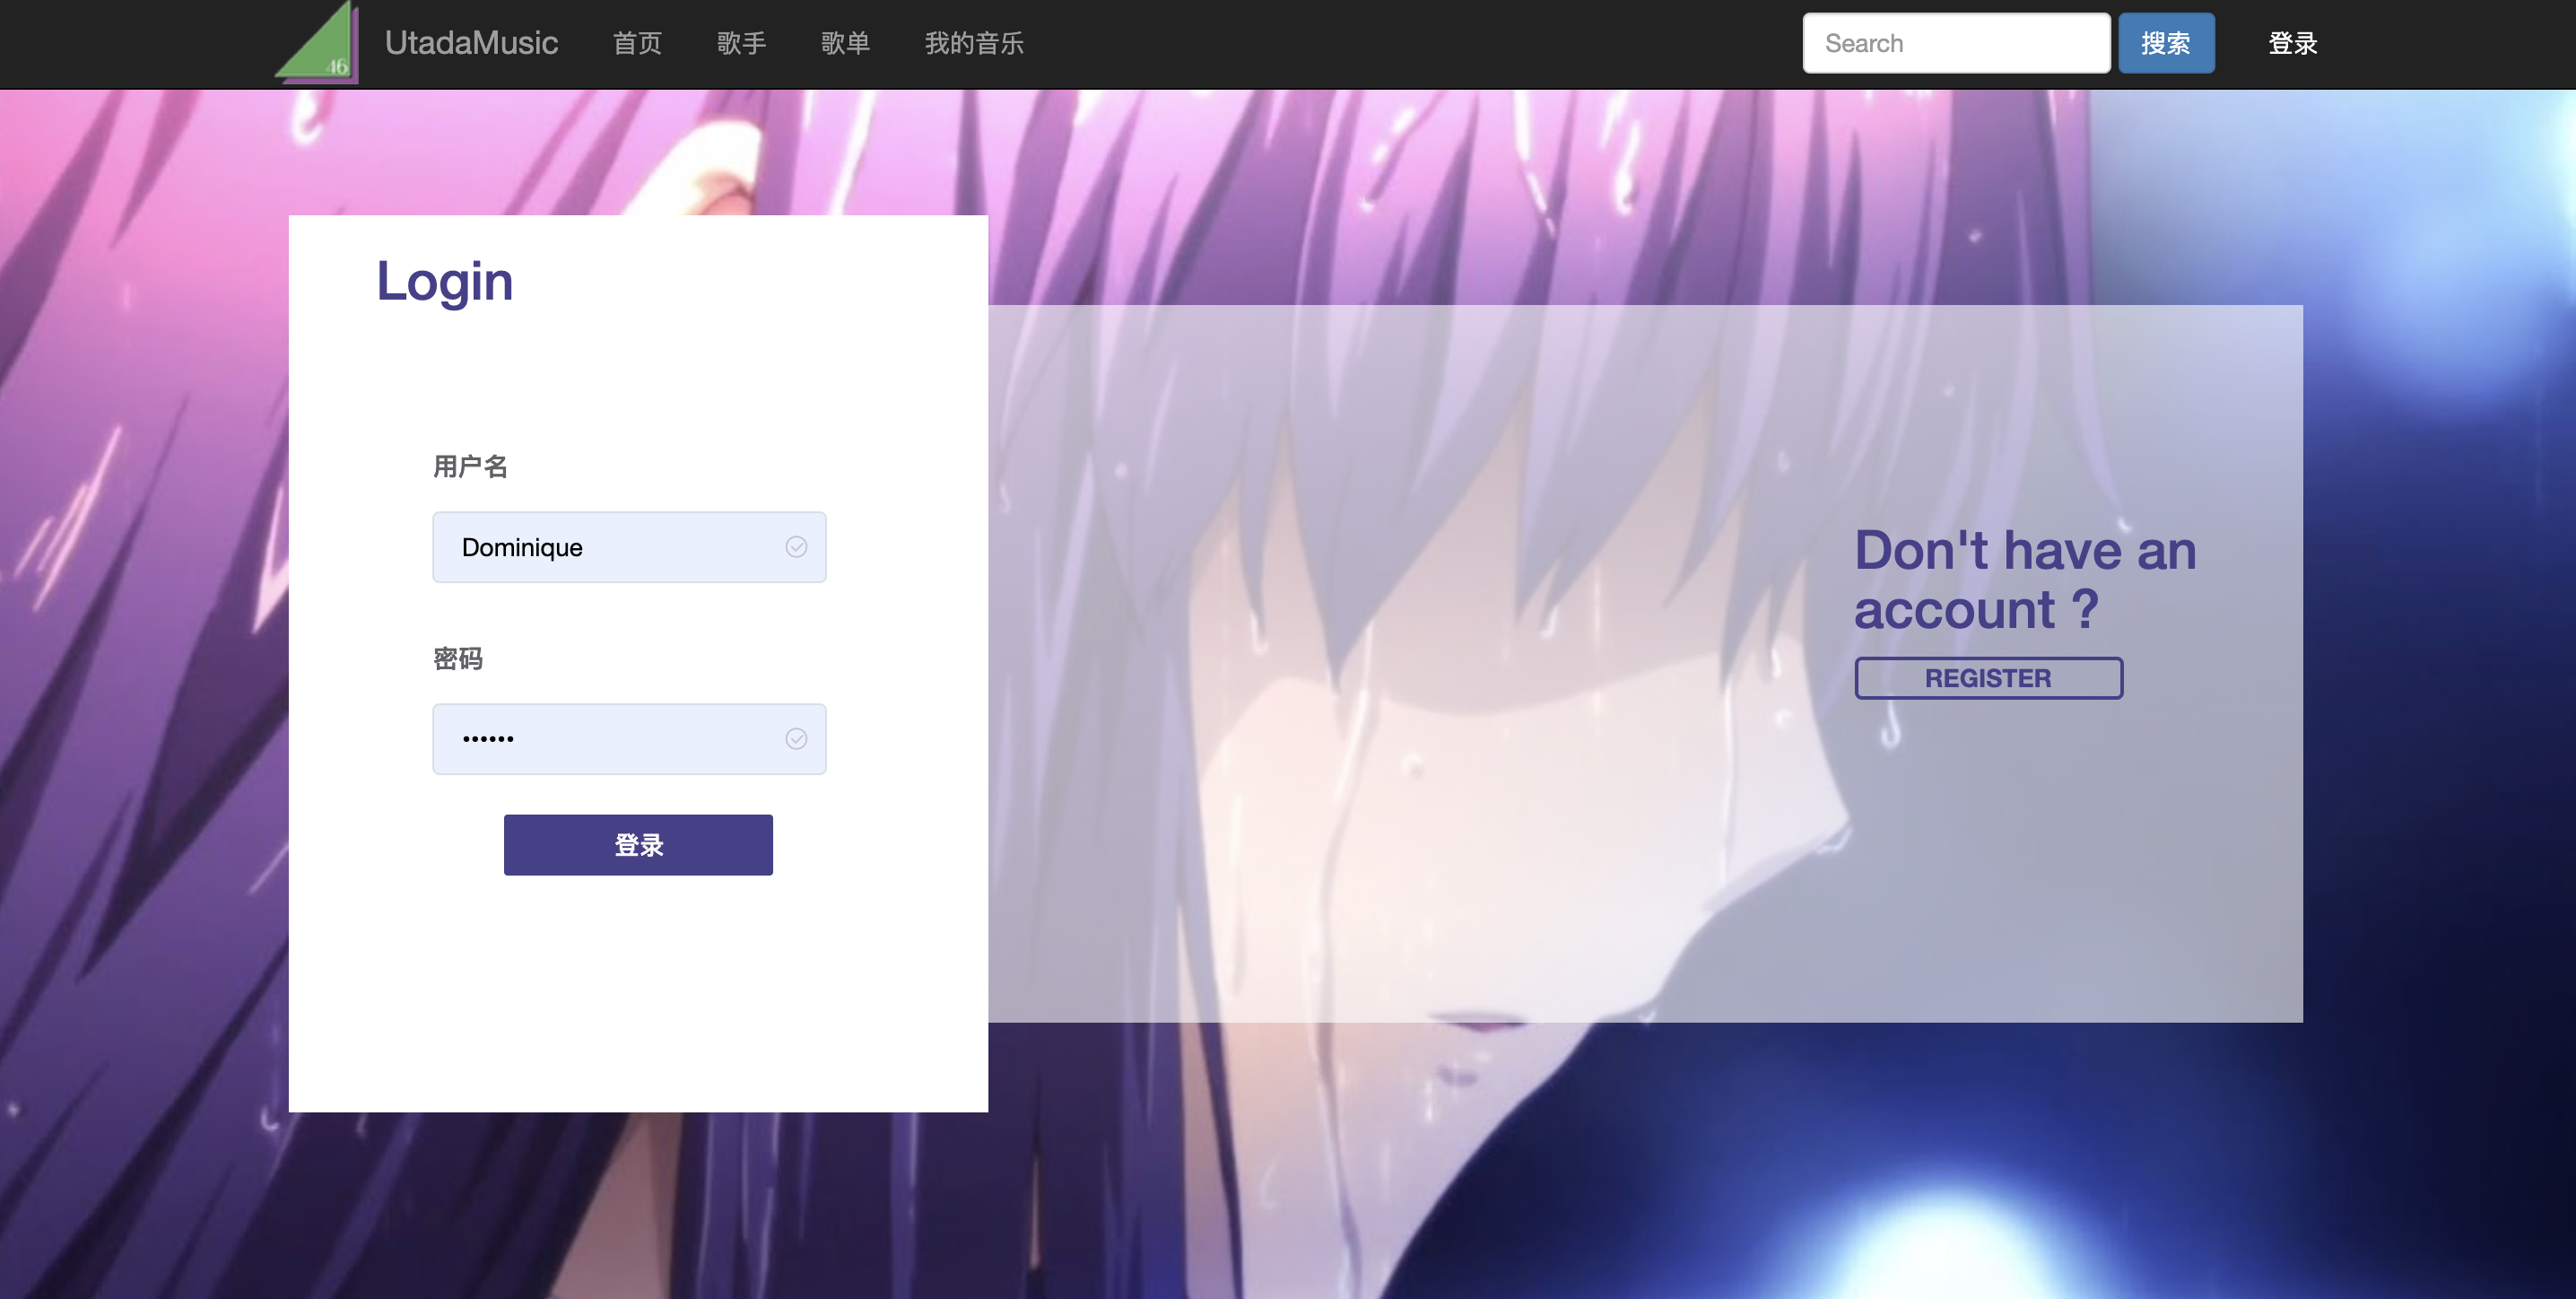 46
UtadaMusic 首页 歌手 歌单 我的音乐 Search 搜索 登录
Login
用户名
Dominique
密码
••••••
登录
Don't have an
account ?
REGISTER